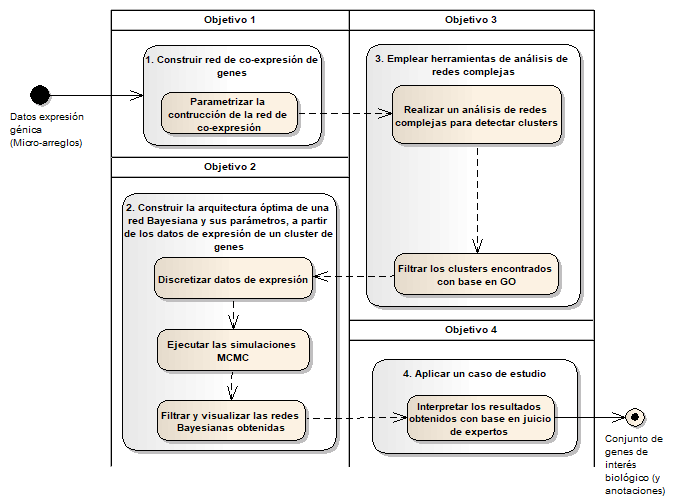 Objetivo 1
1. Construir red de co-expresión de
genes
Parametrizar la
contrucción de la red de
co-expresión
Datos expresión
génica
(Micro-arreglos)
Objetivo 3
3. Emplear herramientas de análisis de
redes complejas
Realizar un análisis de redes
complejas para detectar clusters
Filtrar los clusters encontrados
con base en GO
Objetivo 2
2. Construir la arquitectura óptima de una
red Bayesiana y sus parámetros, a partir
de los datos de expresión de un cluster de
genes
Discretizar datos de expresión
Ejecutar las simulaciones
MCMC
Filtrar y visualizar las redes
Bayesianas obtenidas
Objetivo 4
4. Aplicar un caso de estudio
Interpretar los resultados
obtenidos con base en juicio
de expertos
Conjunto de
genes de
interés
biológico (y
anotaciones)